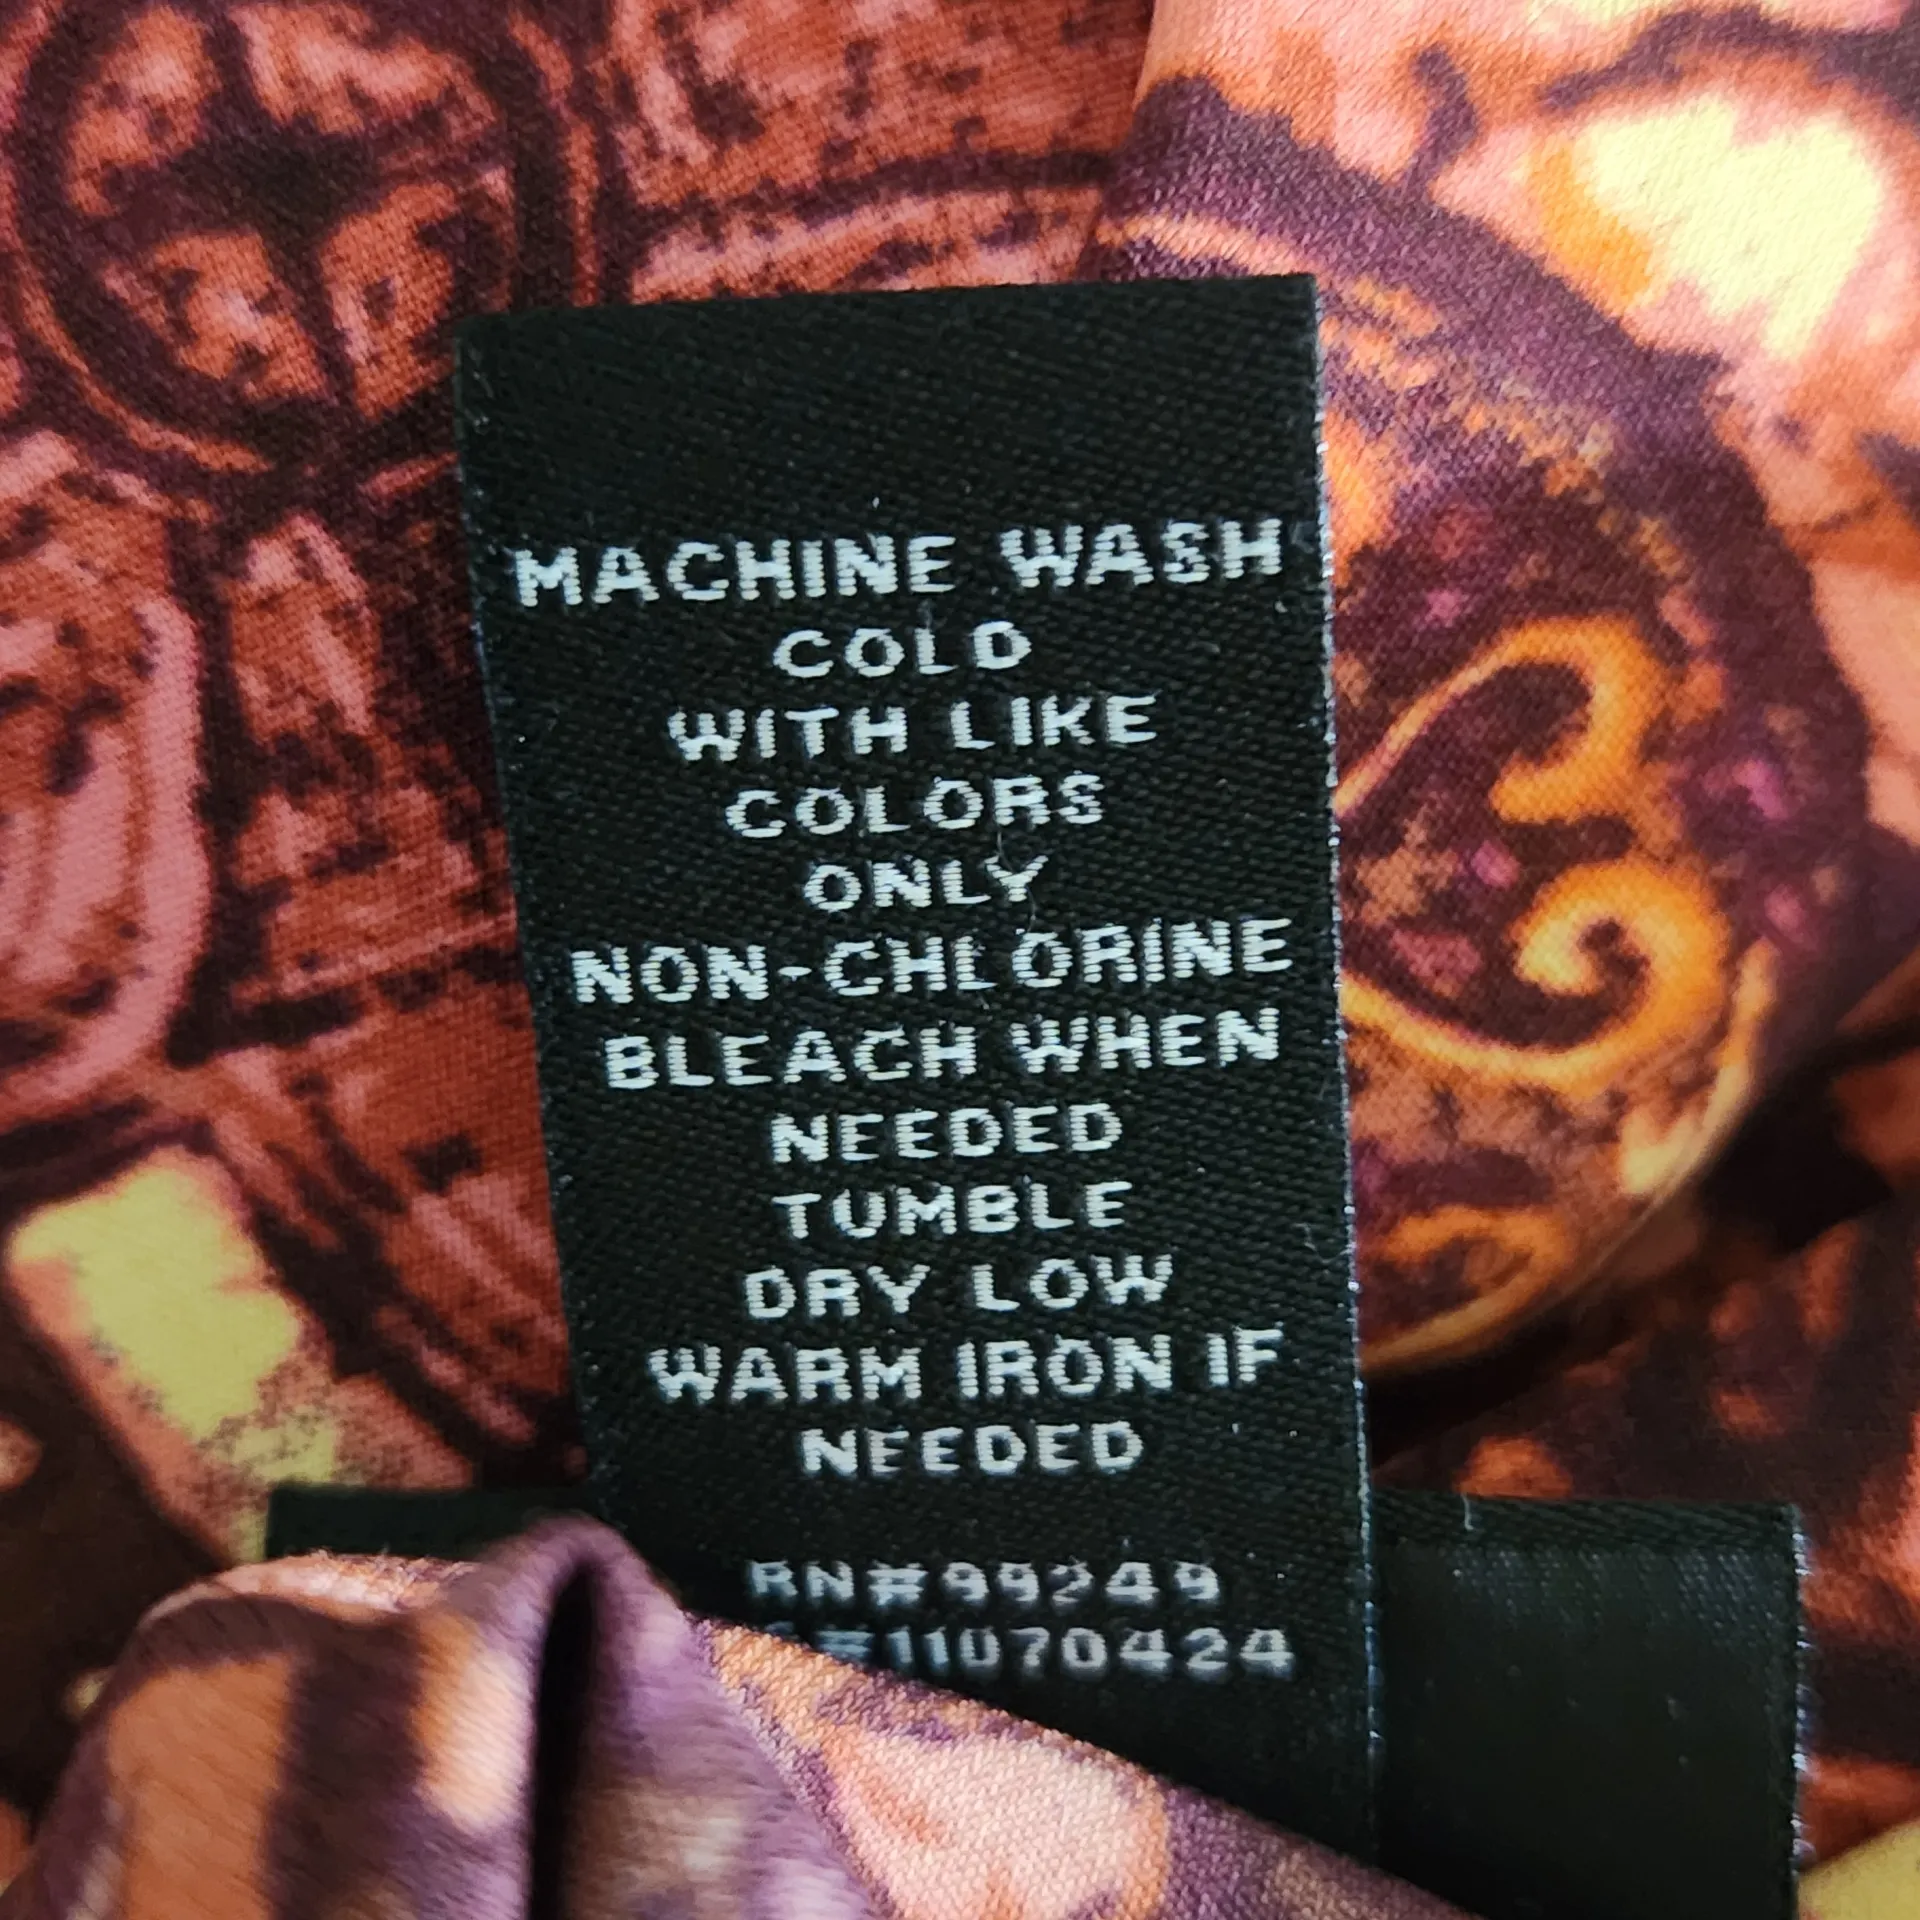 MACHINE WASH
COLD
WITH LIKE
COLORS
ONLY
NON-CHLORINE
BLEACH WHEN
NEEDED
TUMBLE
DRY LOW
WARM IRON IF
NEEDED
RN#99249
#11070424